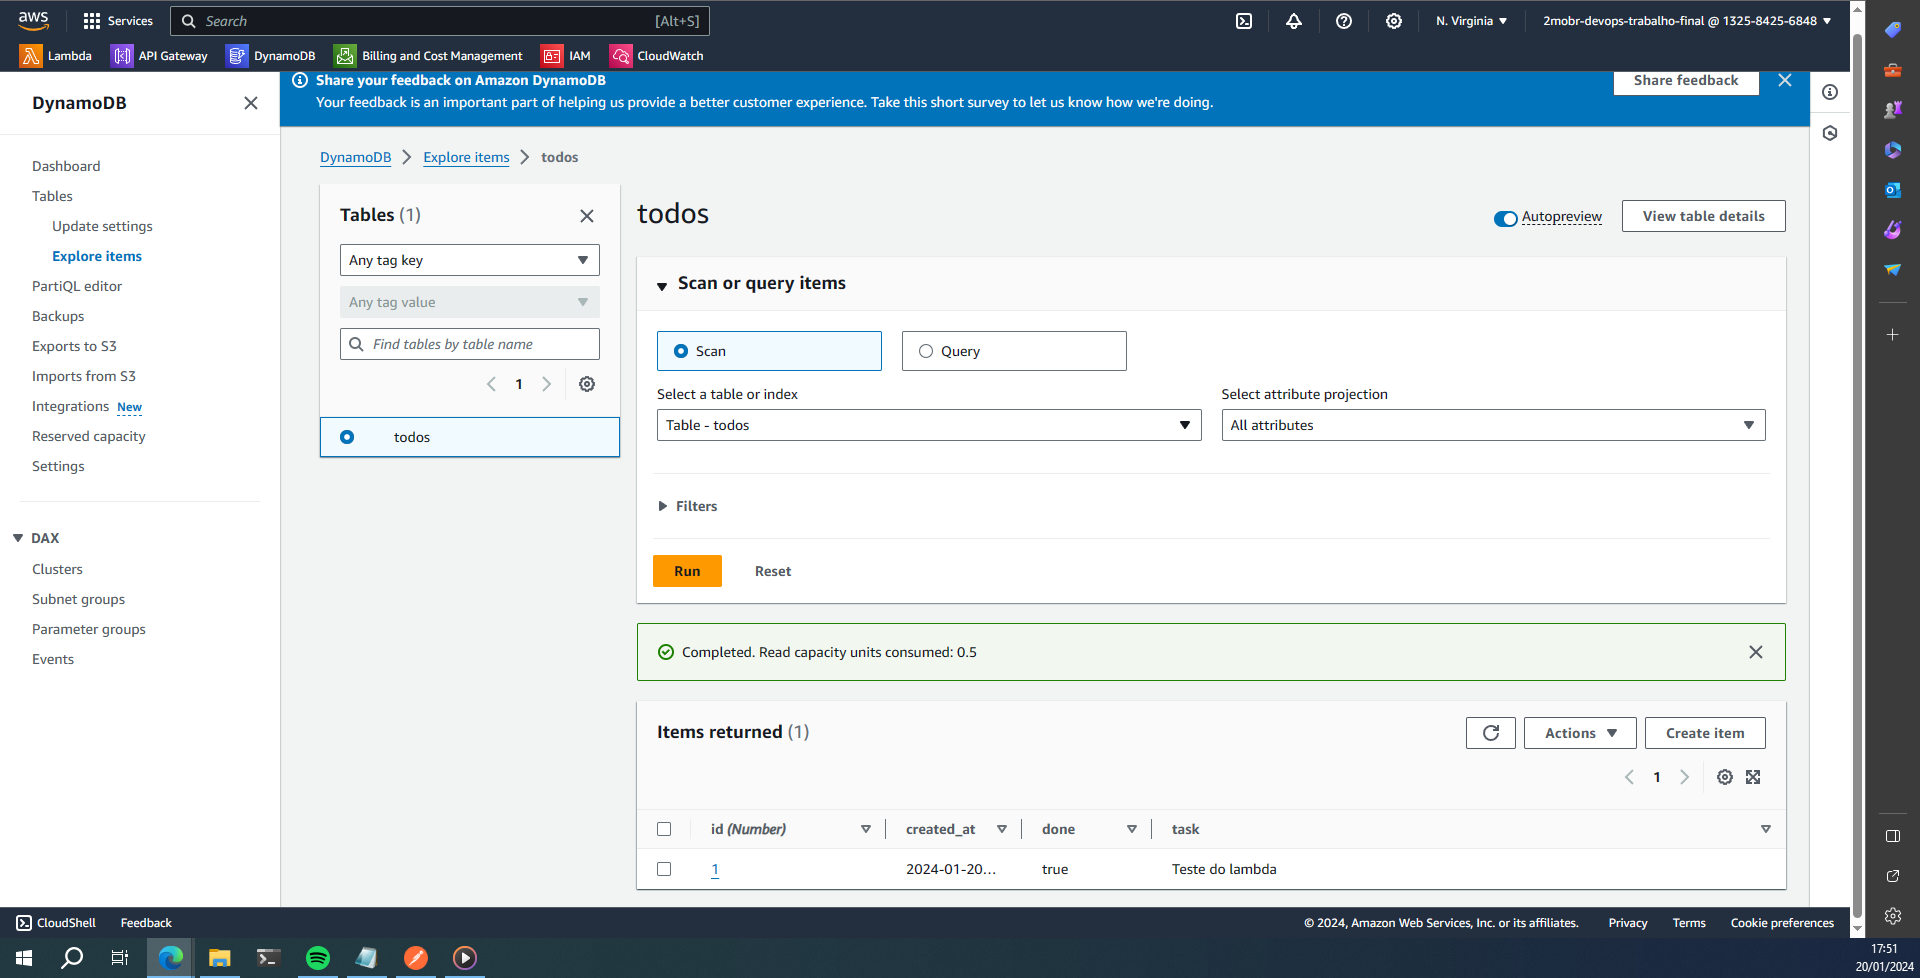 aws
Services
Search
[Alt+S]
N. Virginia
2mobr-devops-trabalho-final @ 1325-8425-6848
Lambda
API Gateway
DynamoDB
Billing and Cost Management
IAM
CloudWatch
DynamoDB
Dashboard
Tables
Update settings
Explore items
PartiQL editor
Backups
Exports to S3
Imports from S3
Integrations New
Reserved capacity
Settings
DAX
Clusters
Subnet groups
Parameter groups
Events
Share your feedback on Amazon DynamoDB
Your feedback is an important part of helping us provide a better customer experience. Take this short survey to let us know how we're doing.
Share feedback
DynamoDB
Explore items
todos
Tables (1)
Any tag key
Any tag value
Find tables by table name
1
todos
todos
Autopreview
View table details
Scan or query items
Scan
Query
Select a table or index
Table - todos
Select attribute projection
All attributes
Filters
Run
Reset
Completed. Read capacity units consumed: 0.5
Items returned (1)
Actions
Create item
1
id (Number)
created_at
done
task
1
2024-01-20...
true
Teste do lambda
CloudShell
Feedback
© 2024, Amazon Web Services, Inc. or its affiliates.
Privacy
Terms
Cookie preferences
17:51
20/01/2024